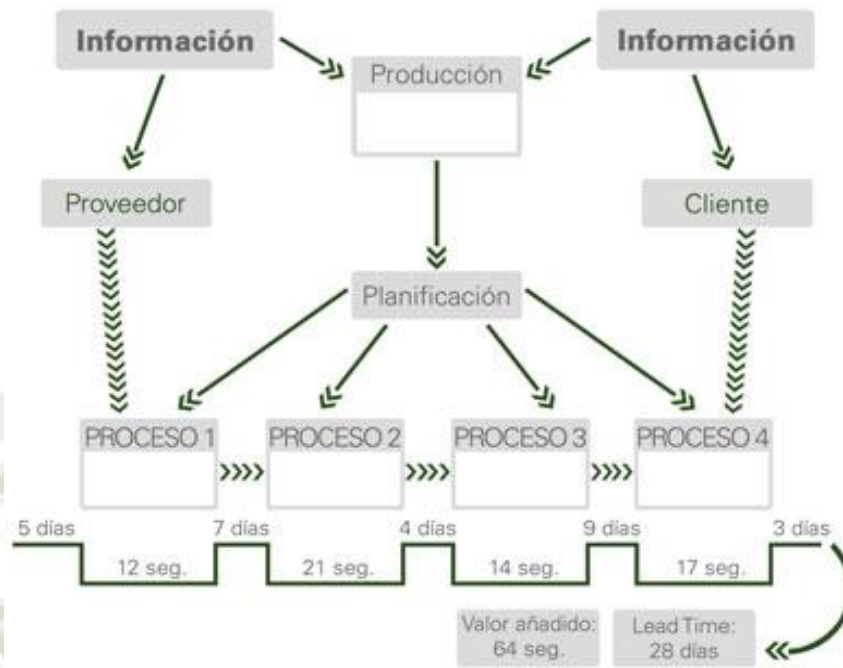 Información
Información
Producción
Proveedor
Cliente
Planificación
PROCESO 1
PROCESO 2
PROCESO 3
PROCESO 4
5 días
7 días
4 días
9 días
3 días
12 seg.
21 seg.
14 seg.
17 seg.
Valor añadido:
64 seg.
Lead Time:
28 días